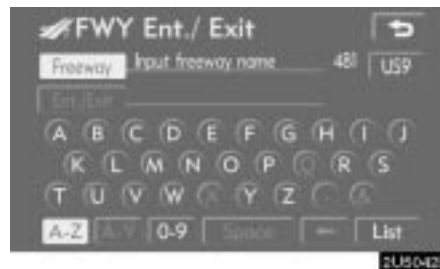 FWY Ent./ Exit
Freeway Input freeway name 481 US9
Ent./Exit
A B C D E F G H I J
K L M N O P Q R S
T U V W X Y Z - &
A-Z À-Ý 0-9 Space ← List
2U5042